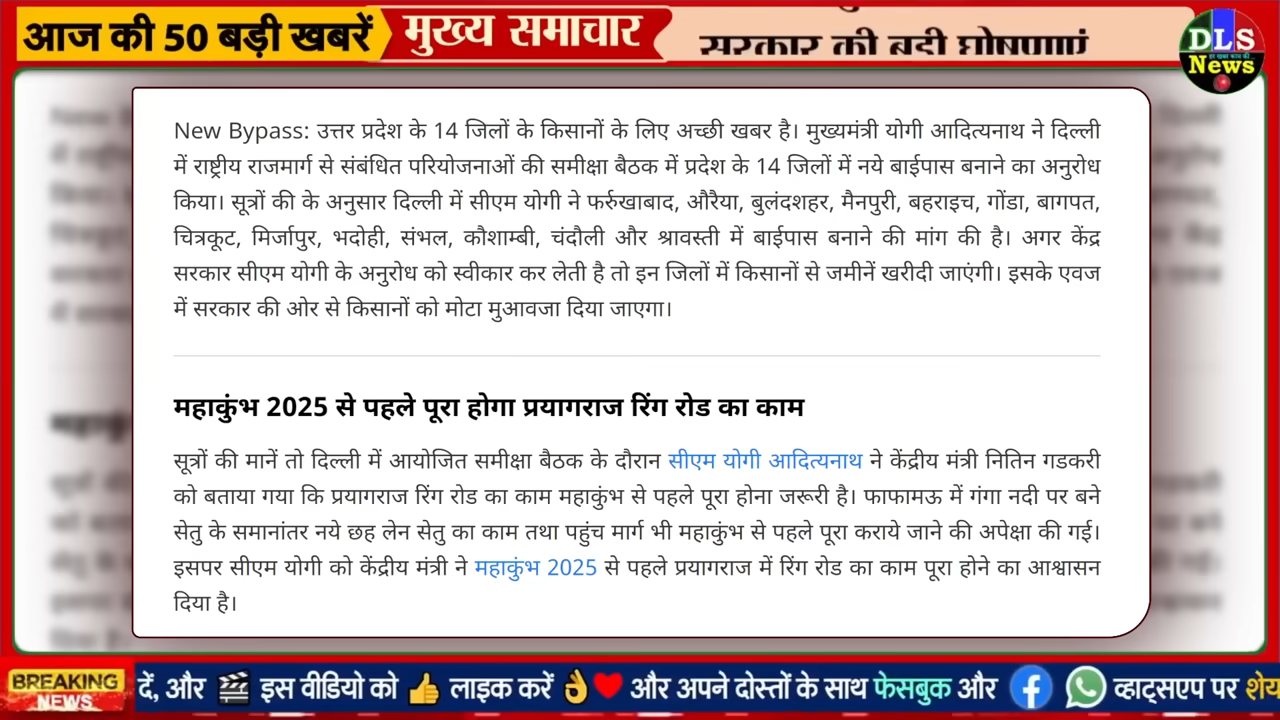 आज की 50 बड़ी खबरें
मुख्य समाचार
सरकार की बड़ी घोषणाएं
DLS
News
New Bypass: उत्तर प्रदेश के 14 जिलों के किसानों के लिए अच्छी खबर है। मुख्यमंत्री योगी आदित्यनाथ ने दिल्ली
में राष्ट्रीय राजमार्ग से संबंधित परियोजनाओं की समीक्षा बैठक में प्रदेश के 14 जिलों में नये बाईपास बनाने का अनुरोध
किया। सूत्रों की के अनुसार दिल्ली में सीएम योगी ने फर्रुखाबाद, औरैया, बुलंदशहर, मैनपुरी, बहराइच, गोंडा, बागपत,
चित्रकूट, मिर्जापुर, भदोही, संभल, कौशाम्बी, चंदौली और श्रावस्ती में बाईपास बनाने की मांग की है। अगर केंद्र
सरकार सीएम योगी के अनुरोध को स्वीकार कर लेती है तो इन जिलों में किसानों से जमीनें खरीदी जाएंगी। इसके एवज
में सरकार की ओर से किसानों को मोटा मुआवजा दिया जाएगा।
महाकुंभ 2025 से पहले पूरा होगा प्रयागराज रिंग रोड का काम
सूत्रों की मानें तो दिल्ली में आयोजित समीक्षा बैठक के दौरान सीएम योगी आदित्यनाथ ने केंद्रीय मंत्री नितिन गडकरी
को बताया गया कि प्रयागराज रिंग रोड का काम महाकुंभ से पहले पूरा होना जरूरी है। फाफामऊ में गंगा नदी पर बने
सेतु के समानांतर नये छह लेन सेतु का काम तथा पहुंच मार्ग भी महाकुंभ से पहले पूरा कराये जाने की अपेक्षा की गई।
इसपर सीएम योगी को केंद्रीय मंत्री ने महाकुंभ 2025 से पहले प्रयागराज में रिंग रोड का काम पूरा होने का आश्वासन
दिया है।
BREAKING
NEWS
दें, और इस वीडियो को लाइक करें और अपने दोस्तों के साथ फेसबुक और व्हाट्सएप पर शेय